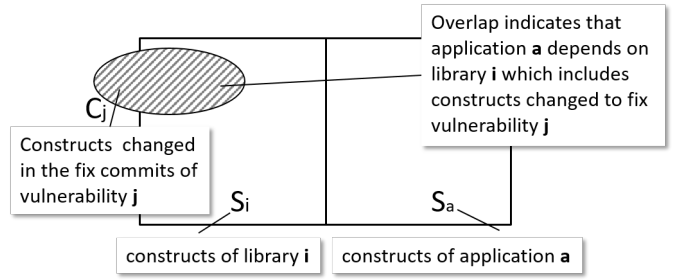 Overlap indicates that
application a depends on
library i which includes
constructs changed to fix
vulnerability j
Cj
Constructs changed
in the fix commits of
vulnerability j
Si
Sa
constructs of library i
constructs of application a